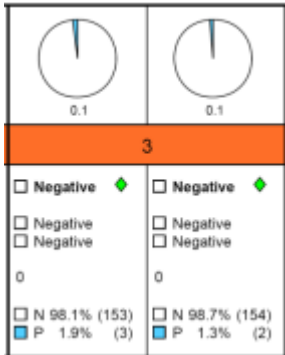 0.1 0.1
3
Negative Negative
Negative Negative
Negative Negative
0 0
N 98.1% (153) N 98.7% (154)
P 1.9% (3) P 1.3% (2)